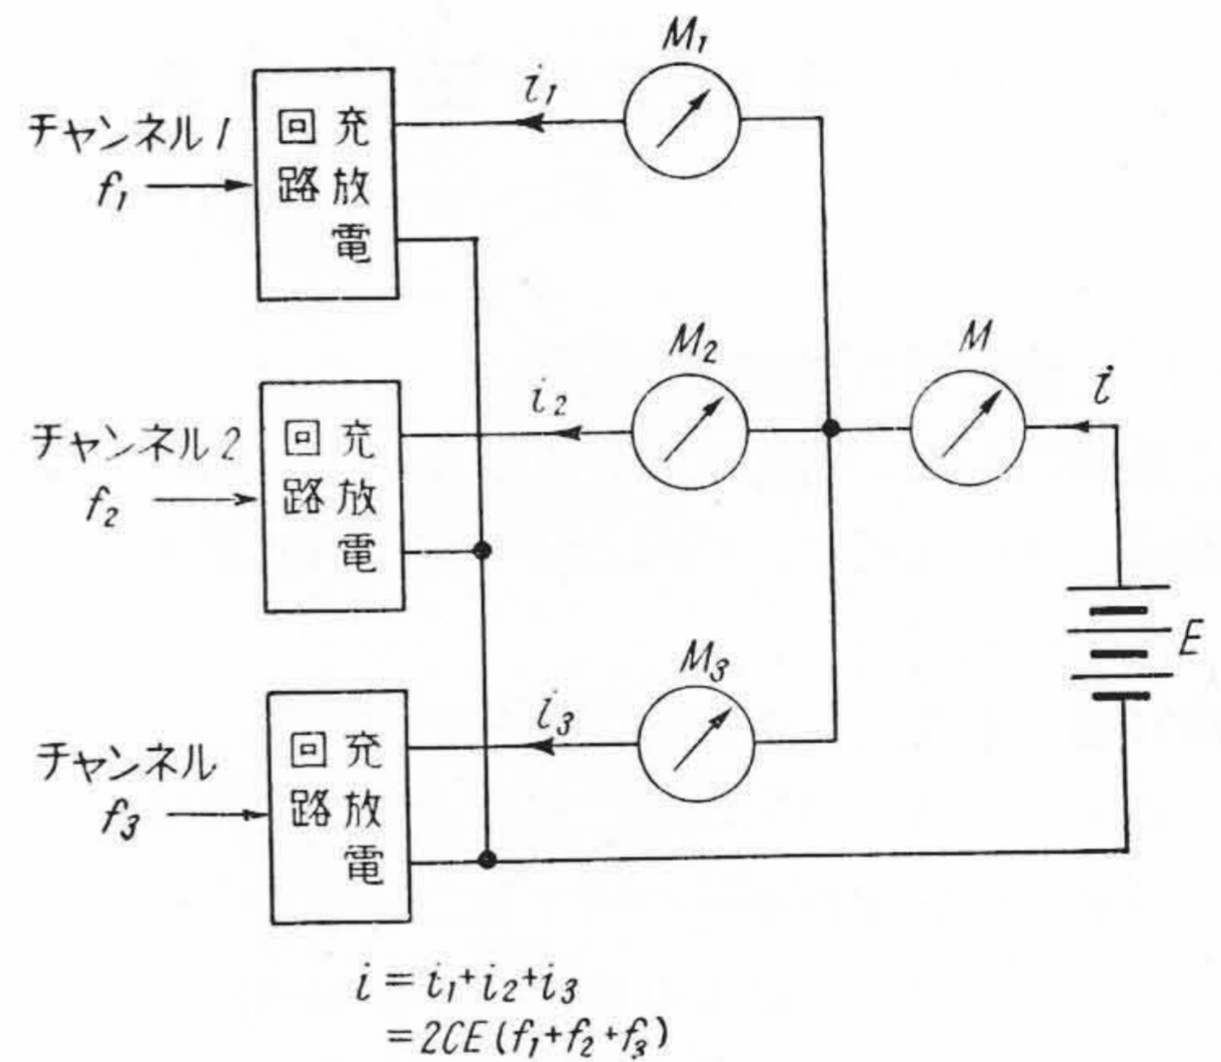 M₁
i₁
チャンネル1
f₁
充放電
回路
M₂
M
i₂
i
チャンネル2
f₂
充放電
回路
E
M₃
i₃
チャンネル
f₃
充放電
回路
i = i₁+i₂+i₃
=2CE(f₁+f₂+f₃)